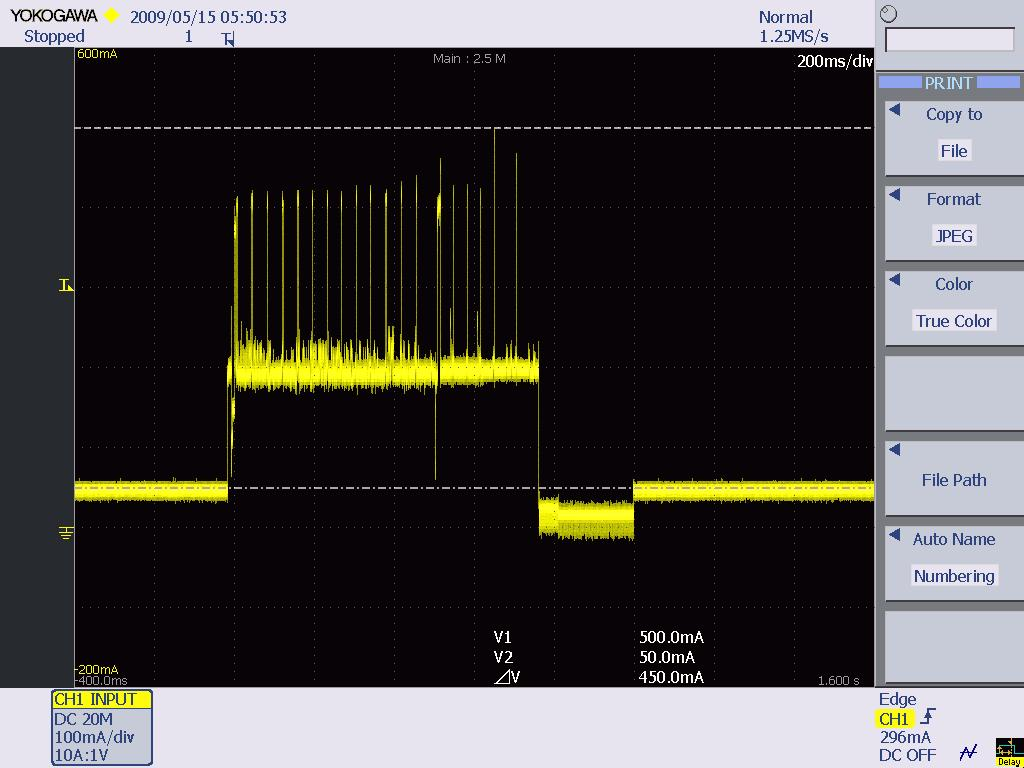 YOKOGAWA 2009/05/15 05:50:53
Stopped 1
Normal
1.25MS/s
600mA
Main : 2.5 M
200ms/div
-200mA
-400.0ms
V1 500.0mA
V2 50.0mA
⊿V 450.0mA
1.600 s
PRINT
Copy to
File
Format
JPEG
Color
True Color
File Path
Auto Name
Numbering
CH1 INPUT
DC 20M
100mA/div
10A:1V
Edge
CH1
296mA
DC OFF
Delay